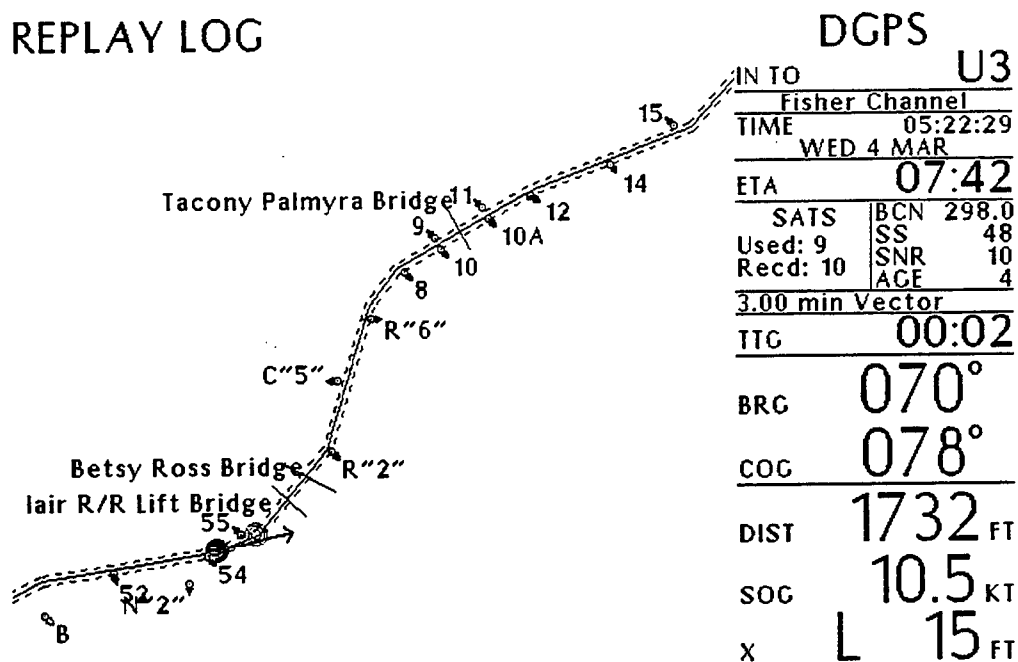 REPLAY LOG
DGPS
IN TO U3
Fisher Channel
TIME 05:22:29
WED 4 MAR
ETA 07:42
SATS
Used: 9
Recd: 10
BCN 298.0
SS 48
SNR 10
AGE 4
3.00 min Vector
TTG 00:02
BRG 070°
COG 078°
DIST 1732 FT
SOG 10.5 KT
X L 15 FT
15
14
Tacony Palmyra Bridge
11
12
10A
9
10
8
R"6"
C"5"
Betsy Ross Bridge
R"2"
lair R/R Lift Bridge
55
54
52
N"2"
B